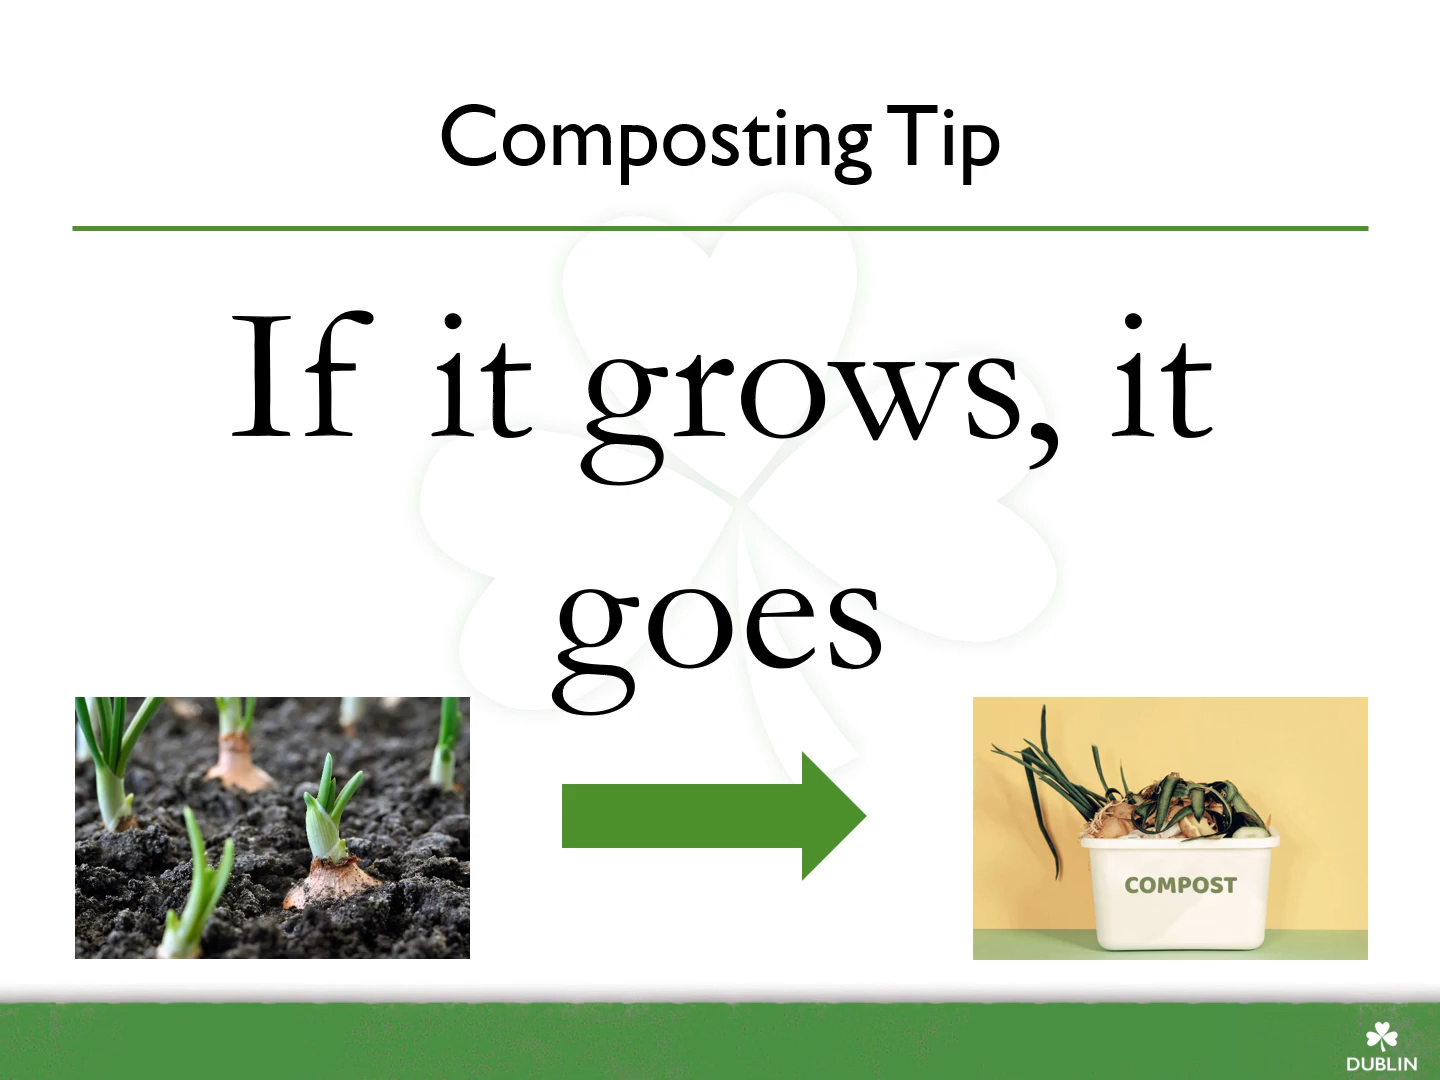 Composting Tip
If it grows, it
goes
COMPOST
DUBLIN